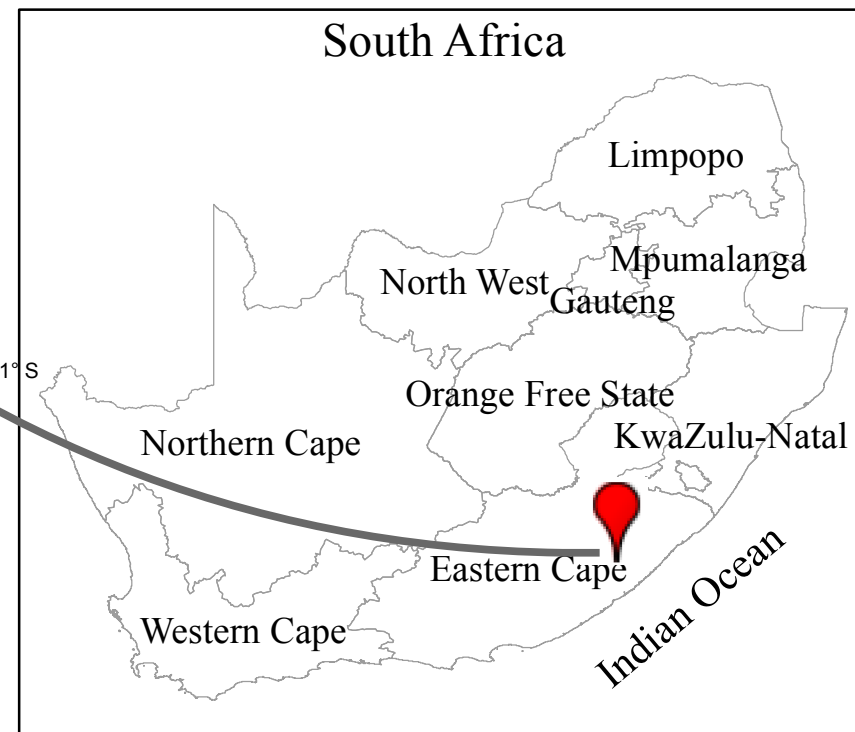 South Africa
Limpopo
Mpumalanga
North West
Gauteng
1° S
Orange Free State
KwaZulu-Natal
Northern Cape
Eastern Cape
Indian Ocean
Western Cape